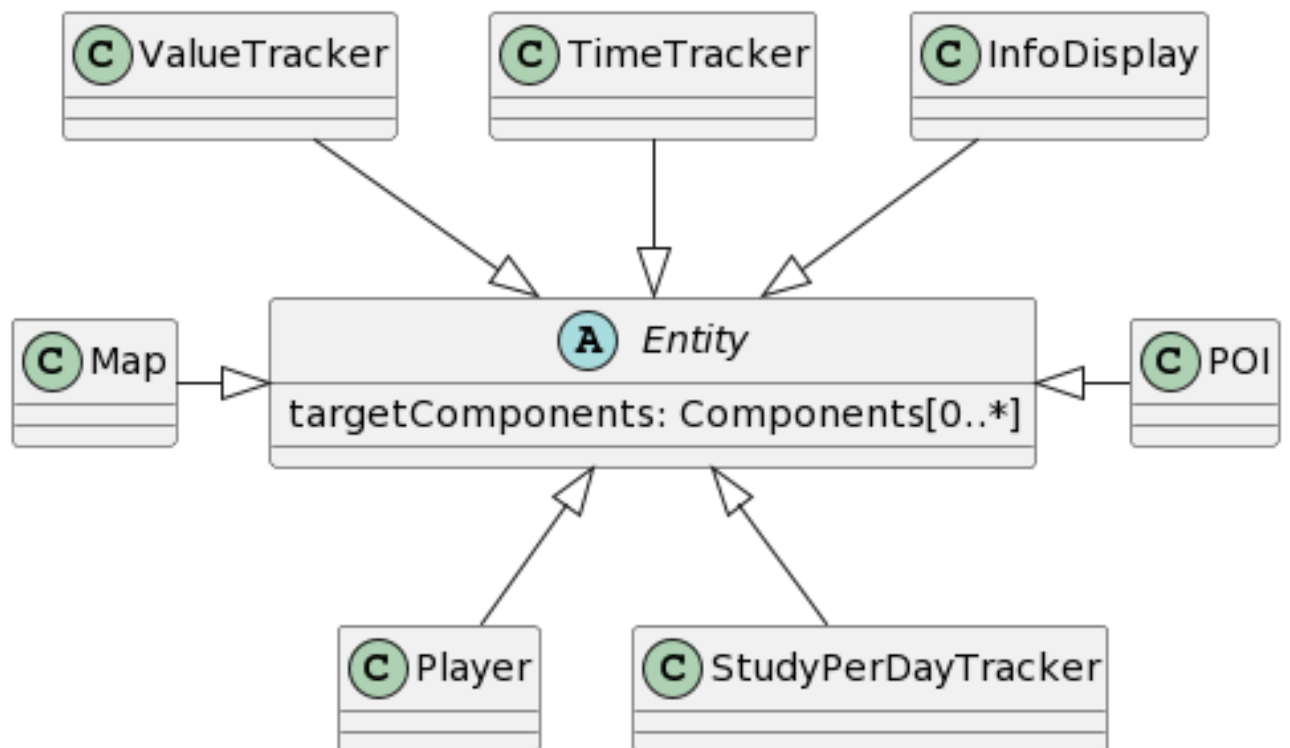 C ValueTracker
C TimeTracker
C InfoDisplay
C Map
A Entity
targetComponents: Components[0..*]
C POI
C Player
C StudyPerDayTracker